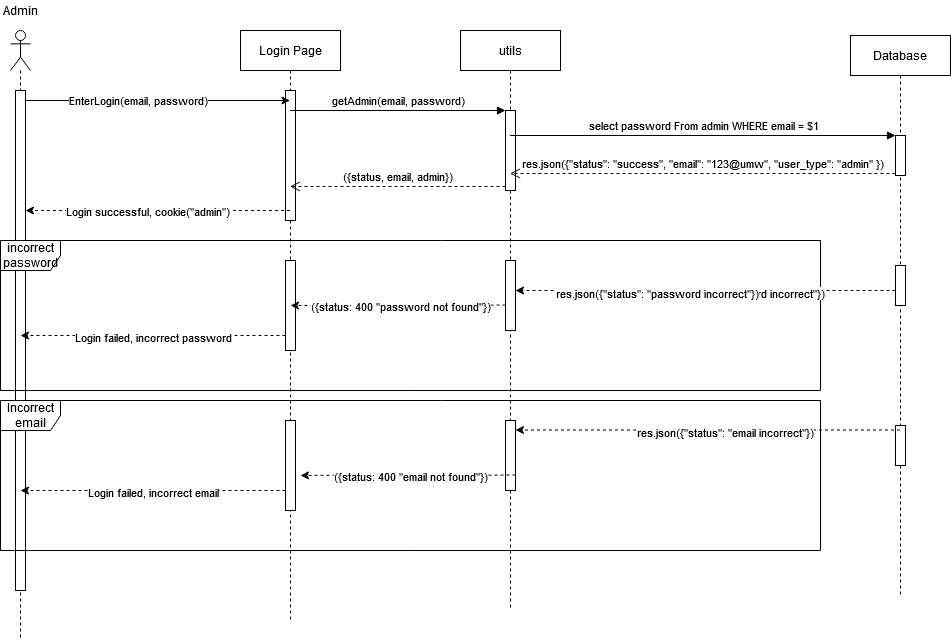 Admin
Login Page
utils
Database
EnterLogin(email, password)
getAdmin(email, password)
select password From admin WHERE email = $1
res.json({"status": "success", "email": "123@umw", "user_type": "admin" })
({status, email, admin})
Login successful, cookie("admin")
incorrect
password
res.json({"status": "password incorrect"})'d incorrect"})
({status: 400 "password not found"})
Login failed, incorrect password
Incorrect
email
res.json({"status": "email incorrect"})
({status: 400 "email not found"})
Login failed, incorrect email